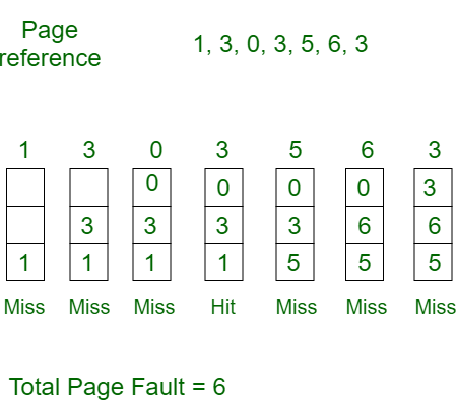 Page
reference
1, 3, 0, 3, 5, 6, 3
1 3 0 3 5 6 3
0 0 0 0 3
3 3 3 3 6 6
1 1 1 1 5 5 5
Miss Miss Miss Hit Miss Miss Miss
Total Page Fault = 6